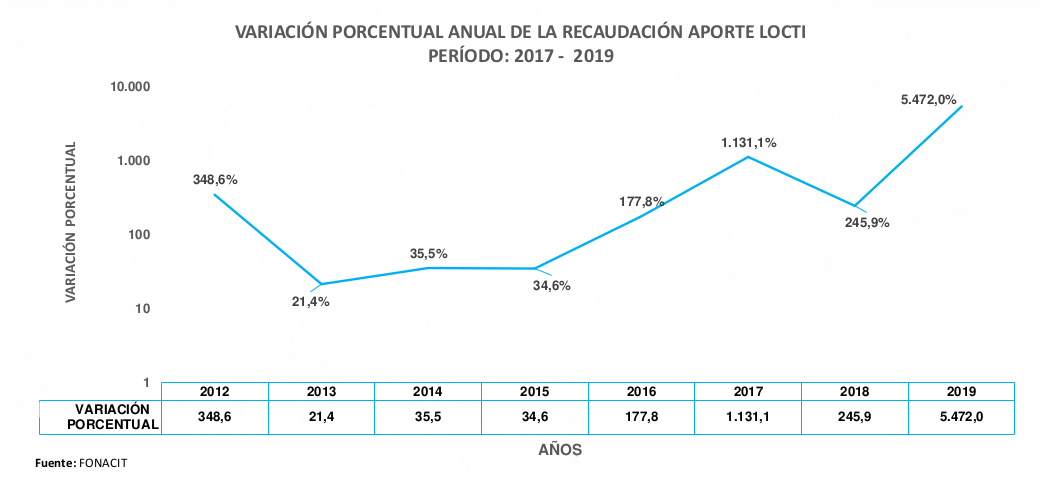 VARIACIÓN PORCENTUAL ANUAL DE LA RECAUDACIÓN APORTE LOCTI
PERÍODO: 2017 - 2019
10.000
1.000
100
10
1
VARIACIÓN PORCENTUAL
348,6%
21,4%
35,5%
34,6%
177,8%
1.131,1%
245,9%
5.472,0%
2012 2013 2014 2015 2016 2017 2018 2019
VARIACIÓN
PORCENTUAL
348,6 21,4 35,5 34,6 177,8 1.131,1 245,9 5.472,0
AÑOS
Fuente: FONACIT